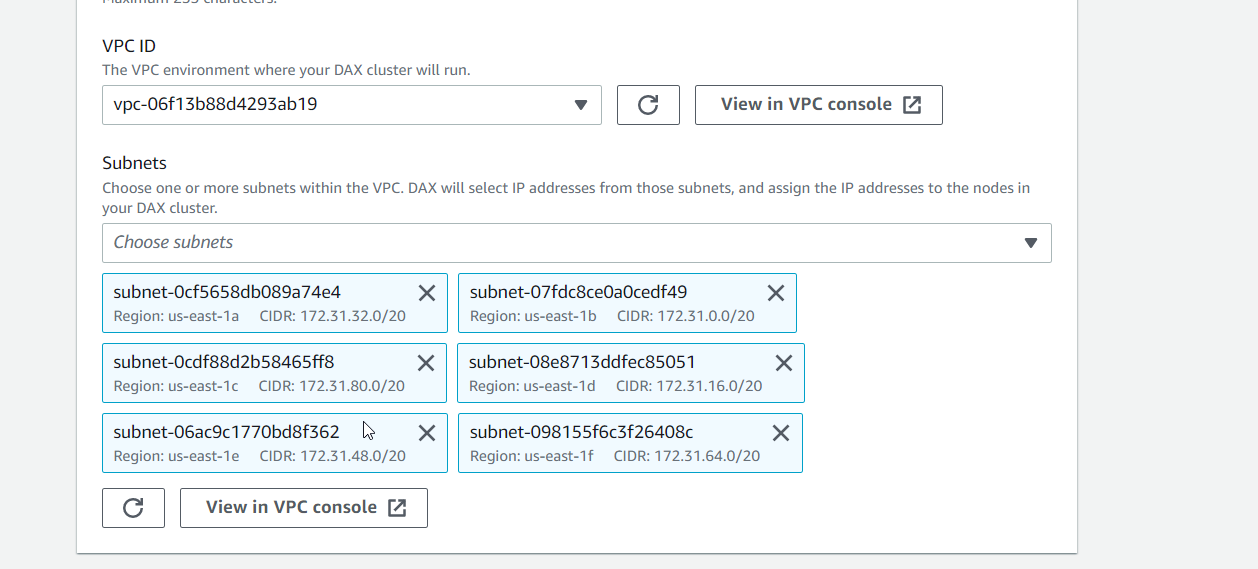 Maximum 255 characters.
VPC ID
The VPC environment where your DAX cluster will run.
vpc-06f13b88d4293ab19
View in VPC console
Subnets
Choose one or more subnets within the VPC. DAX will select IP addresses from those subnets, and assign the IP addresses to the nodes in
your DAX cluster.
Choose subnets
subnet-0cf5658db089a74e4
Region: us-east-1a CIDR: 172.31.32.0/20
subnet-07fdc8ce0a0cedf49
Region: us-east-1b CIDR: 172.31.0.0/20
subnet-0cdf88d2b58465ff8
Region: us-east-1c CIDR: 172.31.80.0/20
subnet-08e8713ddfec85051
Region: us-east-1d CIDR: 172.31.16.0/20
subnet-06ac9c1770bd8f362
Region: us-east-1e CIDR: 172.31.48.0/20
subnet-098155f6c3f26408c
Region: us-east-1f CIDR: 172.31.64.0/20
View in VPC console